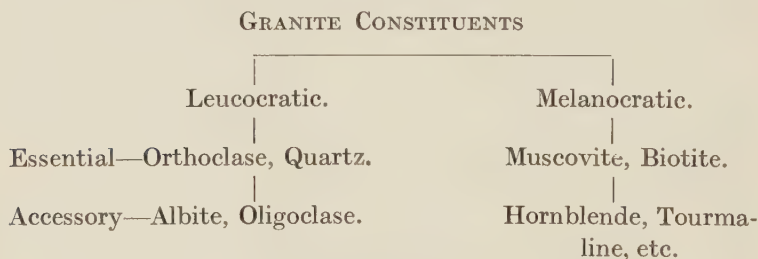 GRANITE CONSTITUENTS
Leucocratic. Melanocratic.
Essential—Orthoclase, Quartz. Muscovite, Biotite.
Accessory—Albite, Oligoclase. Hornblende, Tourma-
line, etc.